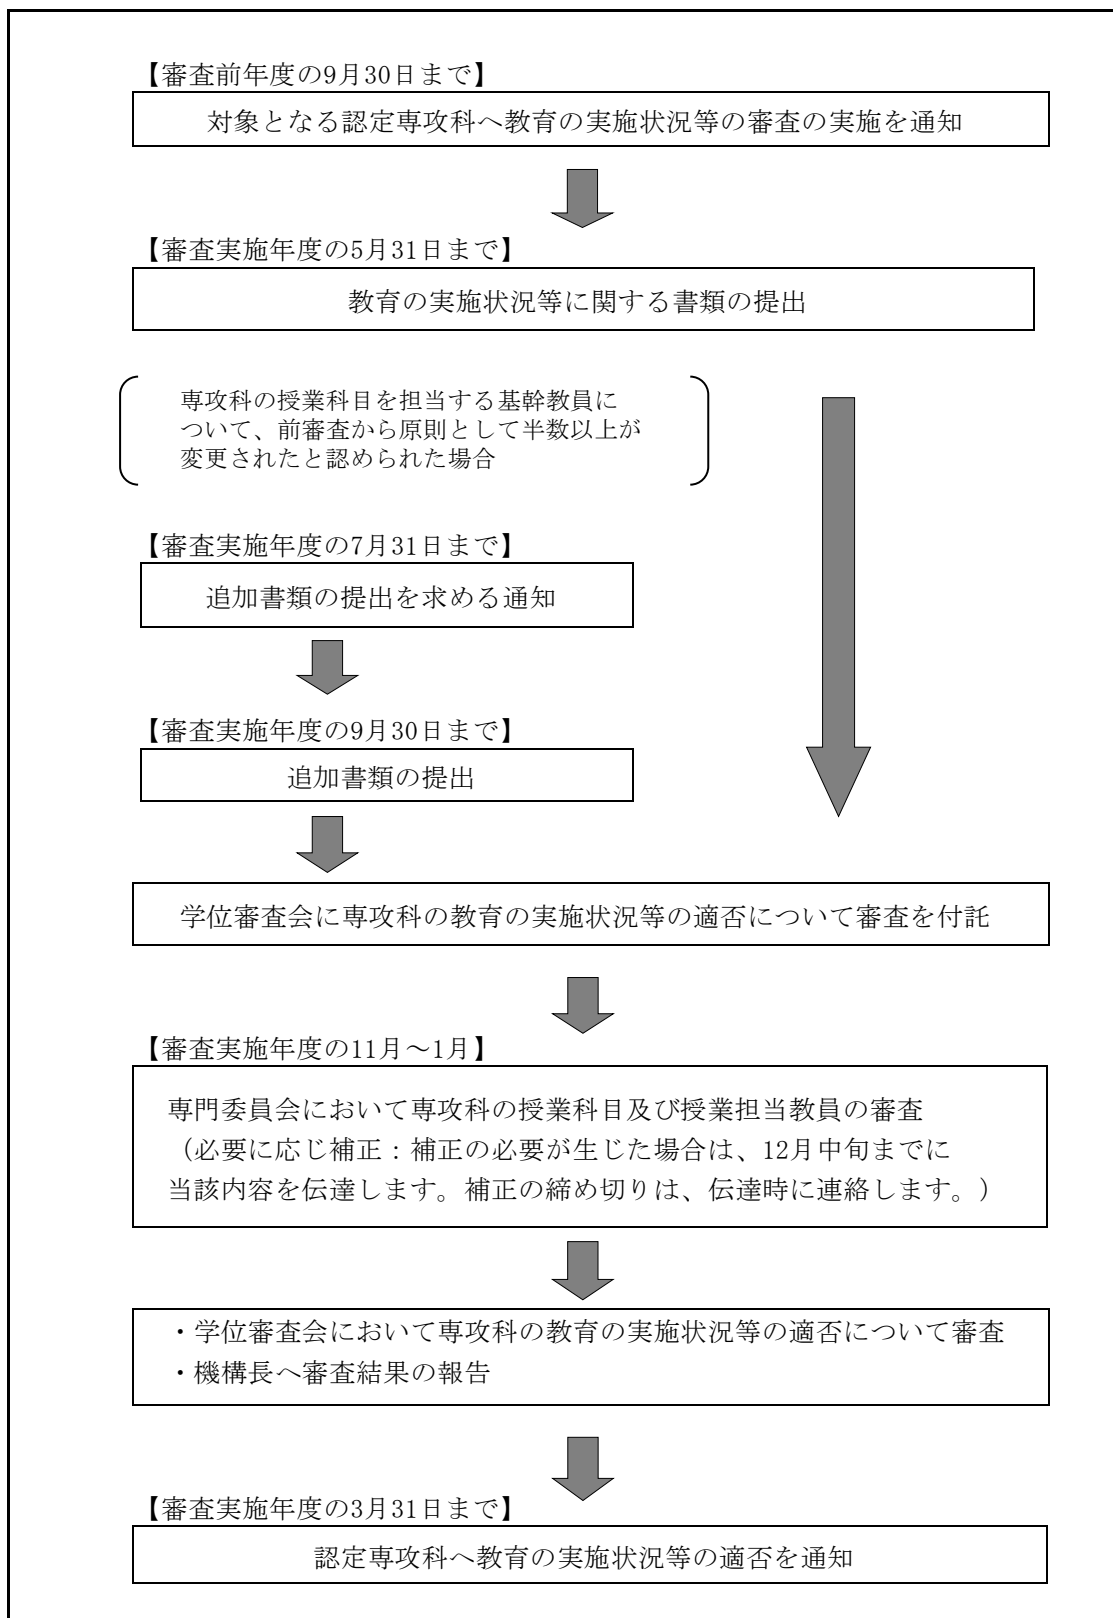 【審査前年度の9月30日まで】
対象となる認定専攻科へ教育の実施状況等の審査の実施を通知
【審査実施年度の5月31日まで】
教育の実施状況等に関する書類の提出
専攻科の授業科目を担当する基幹教員に
ついて、前審査から原則として半数以上が
変更されたと認められた場合
【審査実施年度の7月31日まで】
追加書類の提出を求める通知
【審査実施年度の9月30日まで】
追加書類の提出
学位審査会に専攻科の教育の実施状況等の適否について審査を付託
【審査実施年度の11月～1月】
専門委員会において専攻科の授業科目及び授業担当教員の審査
（必要に応じ補正：補正の必要が生じた場合は、12月中旬までに
当該内容を伝達します。補正の締め切りは、伝達時に連絡します。）
・学位審査会において専攻科の教育の実施状況等の適否について審査
・機構長へ審査結果の報告
【審査実施年度の3月31日まで】
認定専攻科へ教育の実施状況等の適否を通知